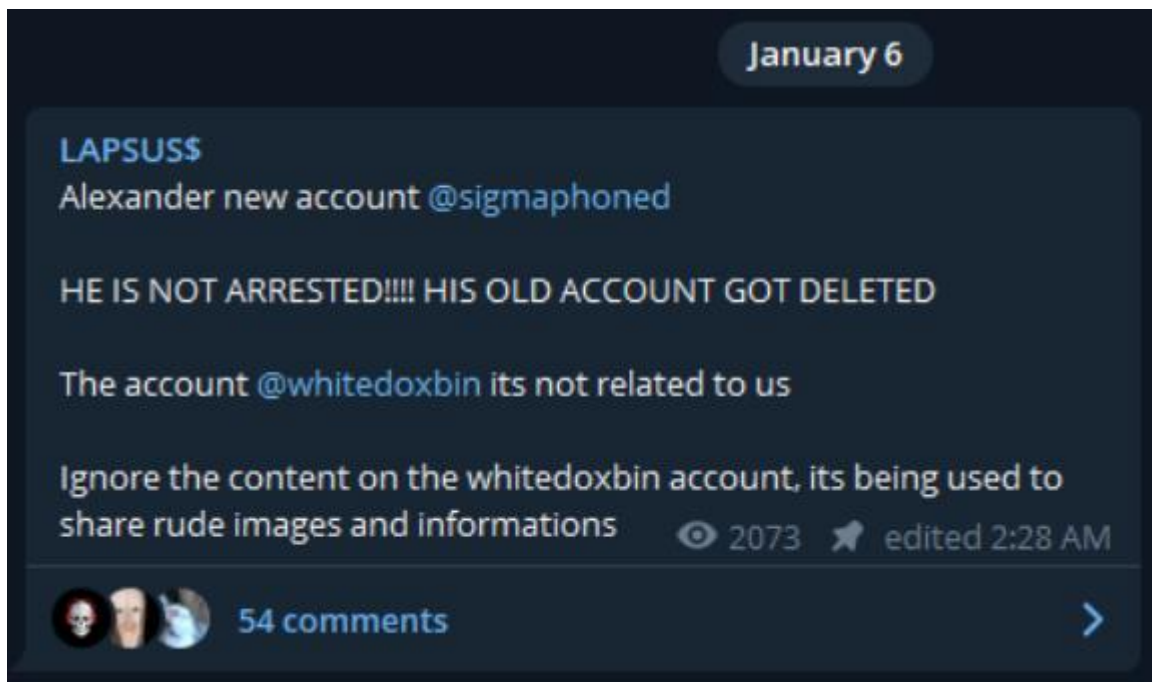 January 6
LAPSUS$
Alexander new account @sigmaphoned
HE IS NOT ARRESTED!!!! HIS OLD ACCOUNT GOT DELETED
The account @whitedoxbin its not related to us
Ignore the content on the whitedoxbin account, its being used to
share rude images and informations 2073 edited 2:28 AM
54 comments